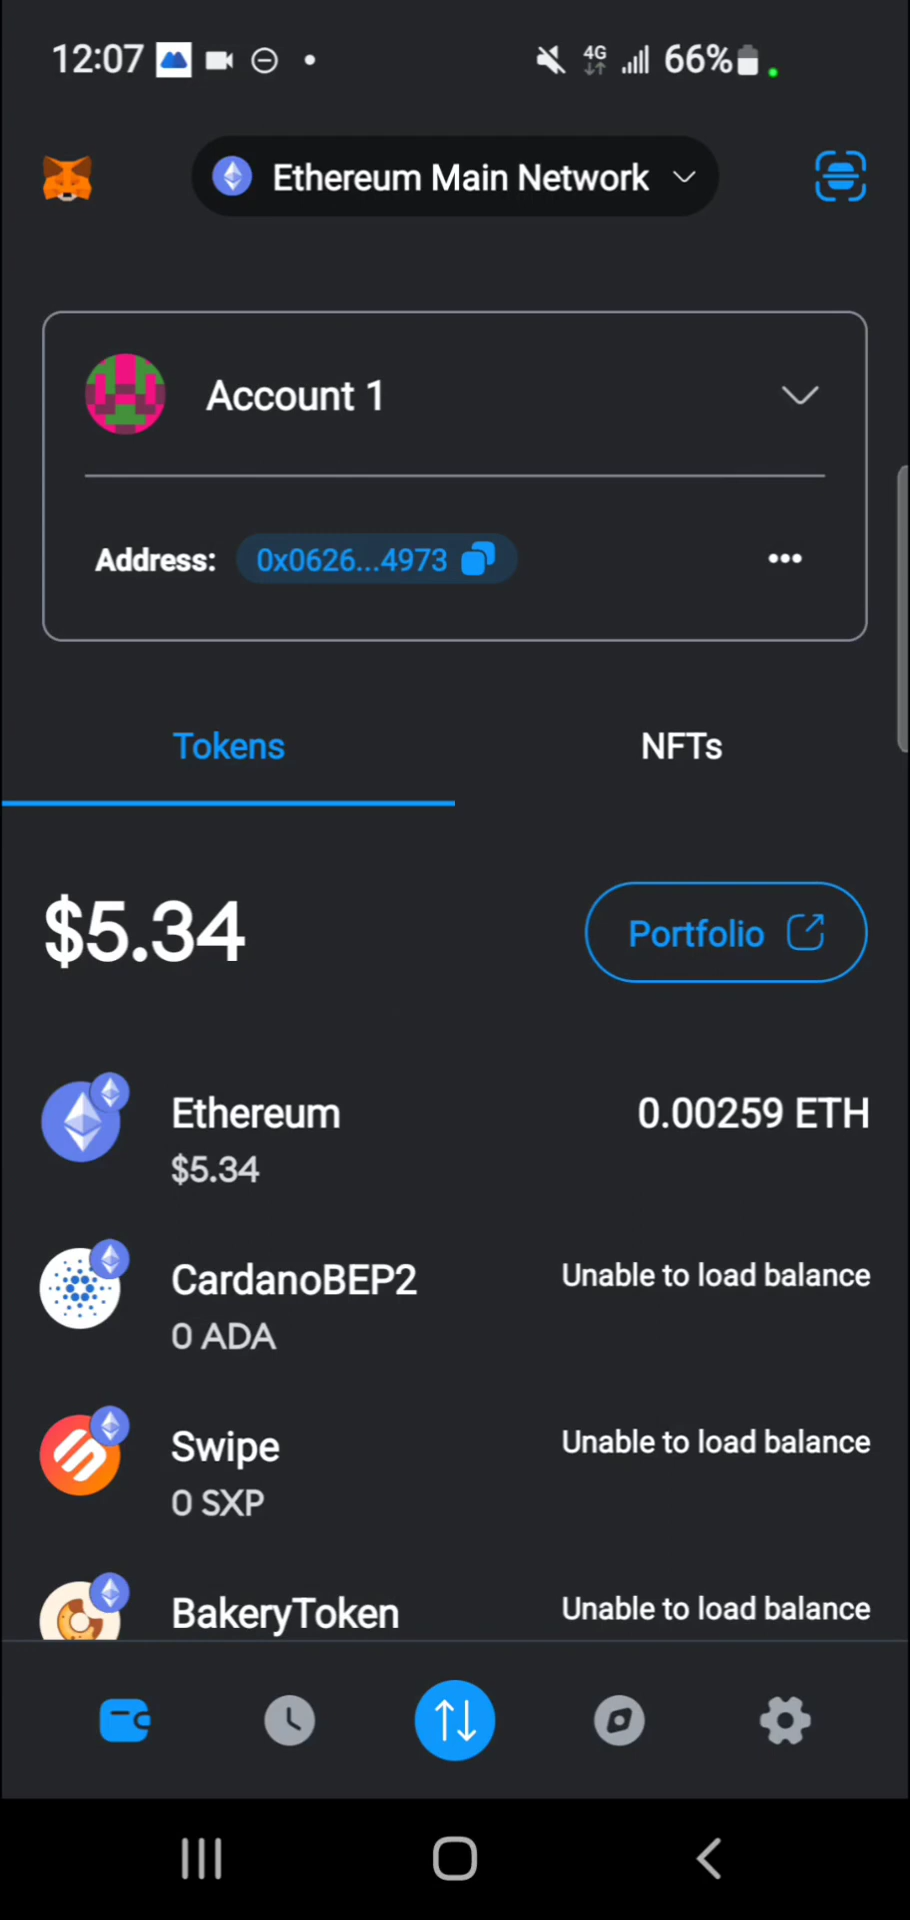 12:07 4G 66%
Ethereum Main Network
Account 1
Address: 0x0626...4973
Tokens NFTs
$5.34 Portfolio
Ethereum 0.00259 ETH
$5.34
CardanoBEP2 Unable to load balance
0 ADA
Swipe Unable to load balance
0 SXP
BakeryToken Unable to load balance